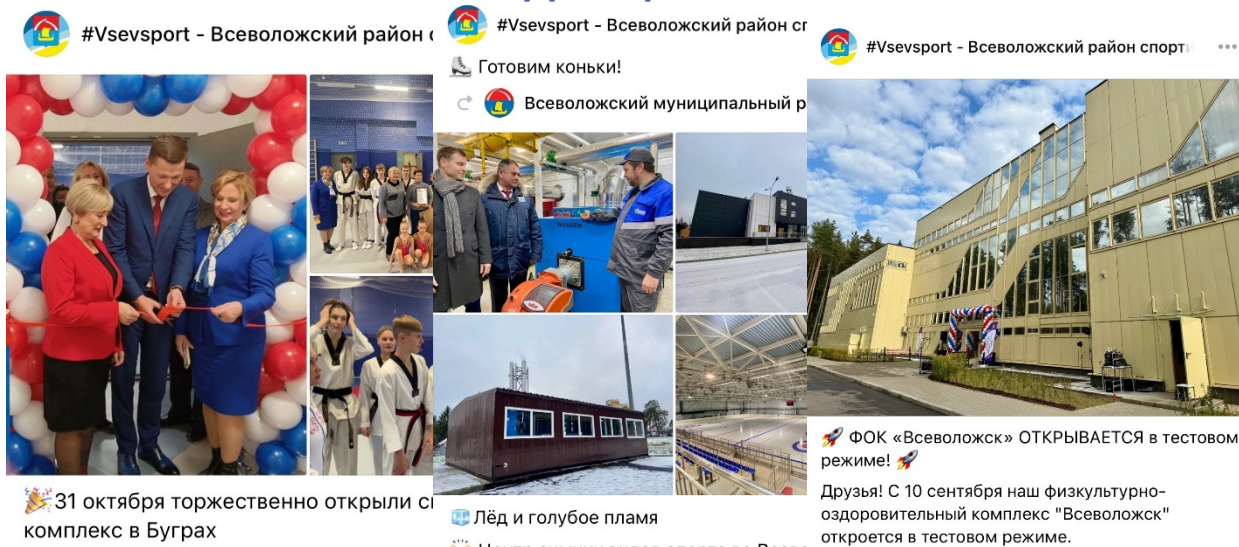 #Vsevsport - Всеволожский район
31 октября торжественно открыли
комплекс в Буграх
#Vsevsport - Всеволожский район
Готовим коньки!
Всеволожский муниципальный
Лёд и голубое пламя
#Vsevsport - Всеволожский район
🚀 ФОК «Всеволожск» ОТКРЫВАЕТСЯ в тестовом
режиме! 🚀
Друзья! С 10 сентября наш физкультурно-
оздоровительный комплекс "Всеволожск"
откроется в тестовом режиме.